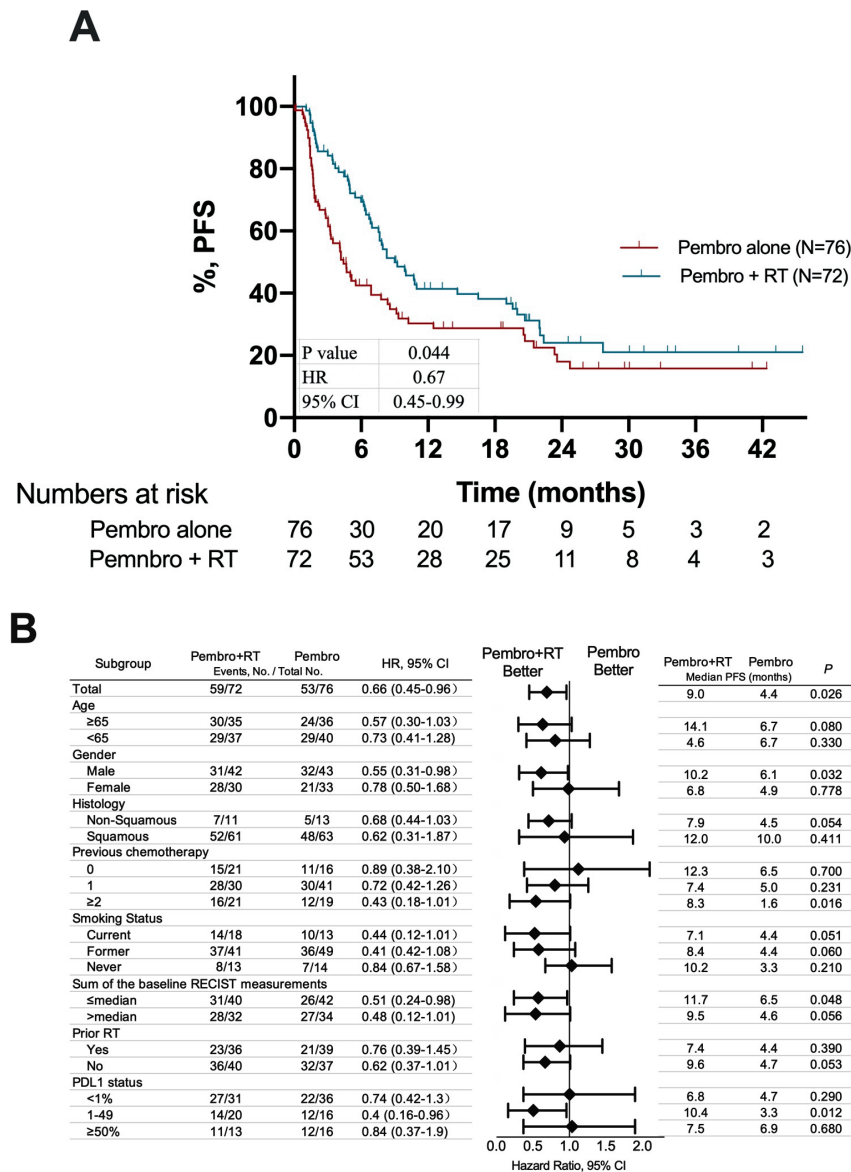 A
100
80
60
40
20
0
%, PFS
Pembro alone (N=76)
Pembro + RT (N=72)
P value 0.044
HR 0.67
95% CI 0.45-0.99
0 6 12 18 24 30 36 42
Numbers at risk Time (months)
Pembro alone 76 30 20 17 9 5 3 2
Pemnbro + RT 72 53 28 25 11 8 4 3
B
Subgroup Pembro+RT Pembro HR, 95% CI Pembro+RT Better Pembro Better Pembro+RT Pembro P
Events, No. / Total No. Median PFS (months)
Total 59/72 53/76 0.66 (0.45-0.96) 9.0 4.4 0.026
Age
≥65 30/35 24/36 0.57 (0.30-1.03) 14.1 6.7 0.080
<65 29/37 29/40 0.73 (0.41-1.28) 4.6 6.7 0.330
Gender
Male 31/42 32/43 0.55 (0.31-0.98) 10.2 6.1 0.032
Female 28/30 21/33 0.78 (0.50-1.68) 6.8 4.9 0.778
Histology
Non-Squamous 7/11 5/13 0.68 (0.44-1.03) 7.9 4.5 0.054
Squamous 52/61 48/63 0.62 (0.31-1.87) 12.0 10.0 0.411
Previous chemotherapy
0 15/21 11/16 0.89 (0.38-2.10) 12.3 6.5 0.700
1 28/30 30/41 0.72 (0.42-1.26) 7.4 5.0 0.231
≥2 16/21 12/19 0.43 (0.18-1.01) 8.3 1.6 0.016
Smoking Status
Current 14/18 10/13 0.44 (0.12-1.01) 7.1 4.4 0.051
Former 37/41 36/49 0.41 (0.42-1.08) 8.4 4.4 0.060
Never 8/13 7/14 0.84 (0.67-1.58) 10.2 3.3 0.210
Sum of the baseline RECIST measurements
≤median 31/40 26/42 0.51 (0.24-0.98) 11.7 6.5 0.048
>median 28/32 27/34 0.48 (0.12-1.01) 9.5 4.6 0.056
Prior RT
Yes 23/36 21/39 0.76 (0.39-1.45) 7.4 4.4 0.390
No 36/40 32/37 0.62 (0.37-1.01) 9.6 4.7 0.053
PDL1 status
<1% 27/31 22/36 0.74 (0.42-1.3) 6.8 4.7 0.290
1-49 14/20 12/16 0.4 (0.16-0.96) 10.4 3.3 0.012
≥50% 11/13 12/16 0.84 (0.37-1.9) 7.5 6.9 0.680
0.0 0.5 1.0 1.5 2.0
Hazard Ratio, 95% CI